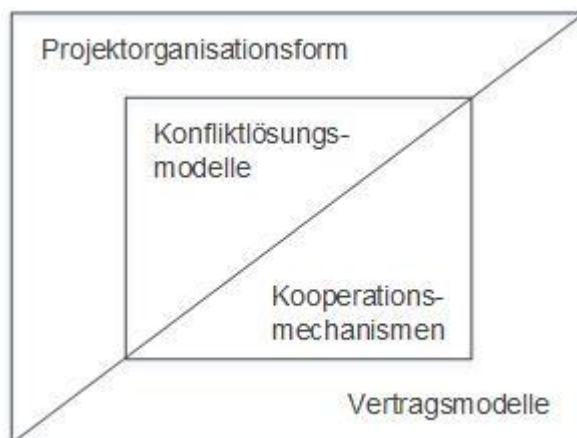 Projektorganisationsform
Konfliktlösungs-
modelle
Kooperations-
mechanismen
Vertragsmodelle